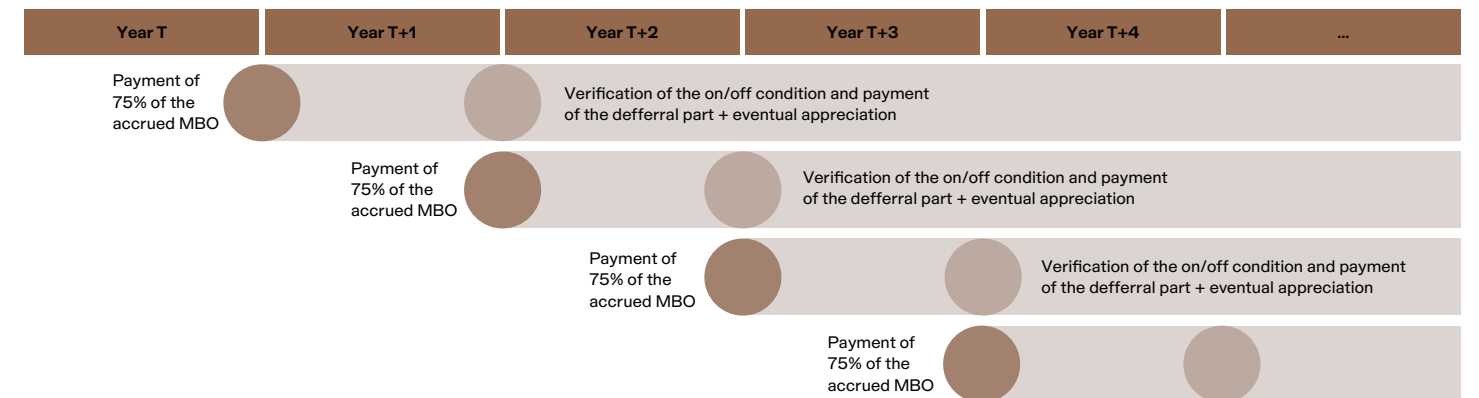 Year T
Year T+1
Year T+2
Year T+3
Year T+4
...
Payment of
75% of the
accrued MBO
Verification of the on/off condition and payment
of the defferral part + eventual appreciation
Payment of
75% of the
accrued MBO
Verification of the on/off condition and payment
of the defferral part + eventual appreciation
Payment of
75% of the
accrued MBO
Verification of the on/off condition and payment
of the defferral part + eventual appreciation
Payment of
75% of the
accrued MBO